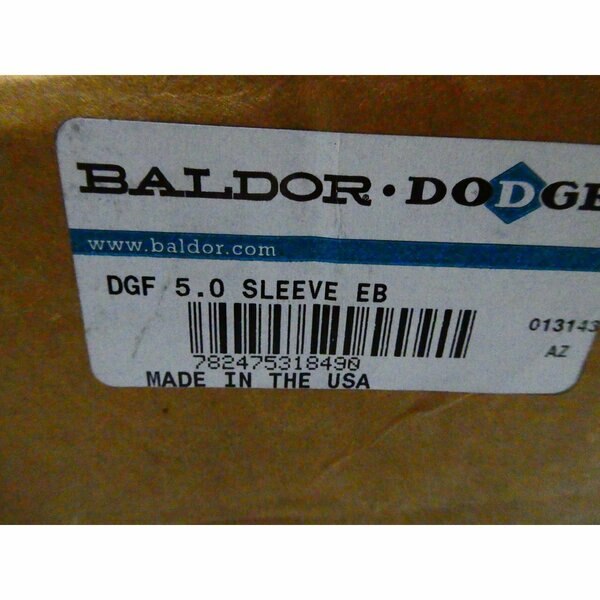 BALDOR • DODGE
www.baldor.com
DGF 5.0 SLEEVE EB
013143
782475318490
AZ
MADE IN THE USA